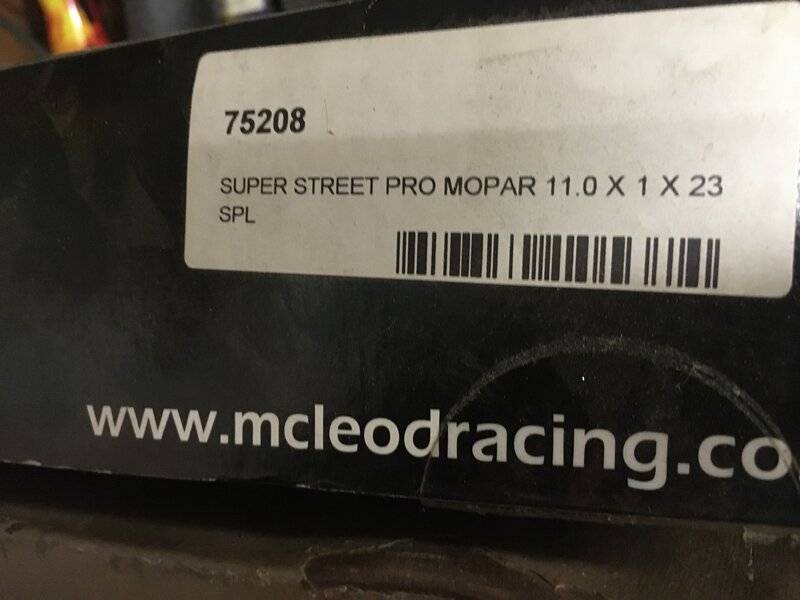 75208
SUPER STREET PRO MOPAR 11.0 X 1 X 23
SPL
www.mcleodracing.co